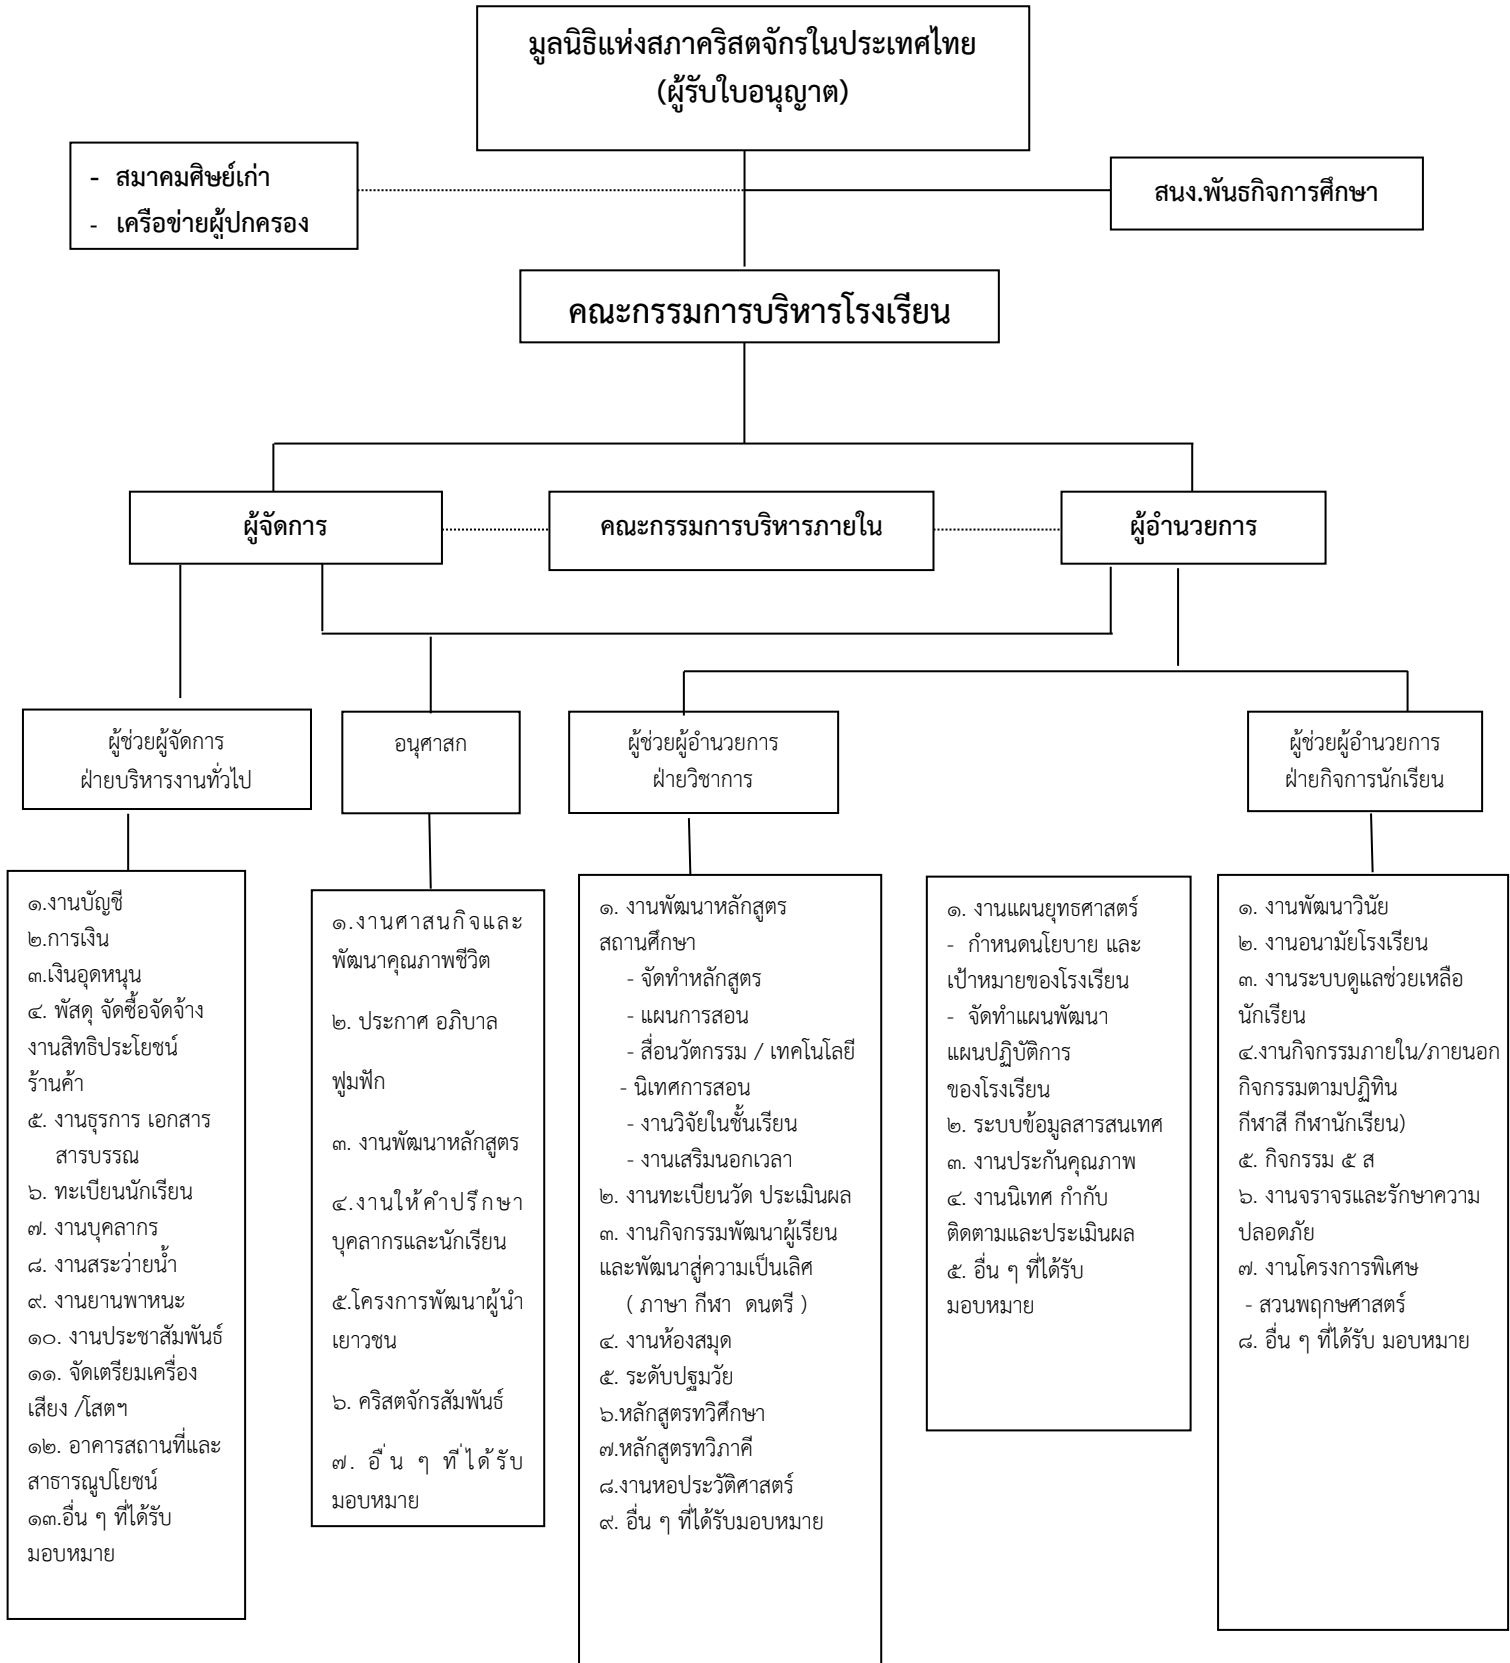 มูลนิธิแห่งสภาคริสตจักรในประเทศไทย
(ผู้รับใบอนุญาต)
- สมาคมศิษย์เก่า
- เครือข่ายผู้ปกครอง
สนง.พันธกิจการศึกษา
คณะกรรมการบริหารโรงเรียน
ผู้จัดการ
คณะกรรมการบริหารภายใน
ผู้อำนวยการ
ผู้ช่วยผู้จัดการ
ฝ่ายบริหารงานทั่วไป
อนุศาสก
ผู้ช่วยผู้อำนวยการ
ฝ่ายวิชาการ
ผู้ช่วยผู้อำนวยการ
ฝ่ายกิจการนักเรียน
๑.งานบัญชี
๒.การเงิน
๓.เงินอุดหนุน
๔. พัสดุ จัดซื้อจัดจ้าง
งานสิทธิประโยชน์
ร้านค้า
๕. งานธุรการ เอกสาร
สารบรรณ
๖. ทะเบียนนักเรียน
๗. งานบุคลากร
๘. งานสระว่ายน้ำ
๙. งานยานพาหนะ
๑๐. งานประชาสัมพันธ์
๑๑. จัดเตรียมเครื่อง
เสียง /โสตฯ
๑๒. อาคารสถานที่และ
สาธารณูปโยชน์
๑๓.อื่น ๆ ที่ได้รับ
มอบหมาย
๑.งานศาสนกิจและ
พัฒนาคุณภาพชีวิต
๒. ประกาศ อภิบาล
ฟูมฟัก
๓. งานพัฒนาหลักสูตร
๔.งานให้คำปรึกษา
บุคลากรและนักเรียน
๕.โครงการพัฒนาผู้นำ
เยาวชน
๖. คริสตจักรสัมพันธ์
๗. อื่น ๆ ที่ได้รับ
มอบหมาย
๑. งานพัฒนาหลักสูตร
สถานศึกษา
- จัดทำหลักสูตร
- แผนการสอน
- สื่อนวัตกรรม / เทคโนโลยี
- นิเทศการสอน
- งานวิจัยในชั้นเรียน
- งานเสริมนอกเวลา
๒. งานทะเบียนวัด ประเมินผล
๓. งานกิจกรรมพัฒนาผู้เรียน
และพัฒนาสู่ความเป็นเลิศ
( ภาษา กีฬา ดนตรี )
๔. งานห้องสมุด
๕. ระดับปฐมวัย
๖.หลักสูตรทวิศึกษา
๗.หลักสูตรทวิภาคี
๘.งานหอประวัติศาสตร์
๙. อื่น ๆ ที่ได้รับมอบหมาย
๑. งานแผนยุทธศาสตร์
- กำหนดนโยบาย และ
เป้าหมายของโรงเรียน
- จัดทำแผนพัฒนา
แผนปฏิบัติการ
ของโรงเรียน
๒. ระบบข้อมูลสารสนเทศ
๓. งานประกันคุณภาพ
๔. งานนิเทศ กำกับ
ติดตามและประเมินผล
๕. อื่น ๆ ที่ได้รับ
มอบหมาย
๑. งานพัฒนาวินัย
๒. งานอนามัยโรงเรียน
๓. งานระบบดูแลช่วยเหลือ
นักเรียน
๔.งานกิจกรรมภายใน/ภายนอก
กิจกรรมตามปฏิทิน
กีฬาสี กีฬานักเรียน)
๕. กิจกรรม ๕ ส
๖. งานจราจรและรักษาความ
ปลอดภัย
๗. งานโครงการพิเศษ
- สวนพฤกษศาสตร์
๘. อื่น ๆ ที่ได้รับ มอบหมาย